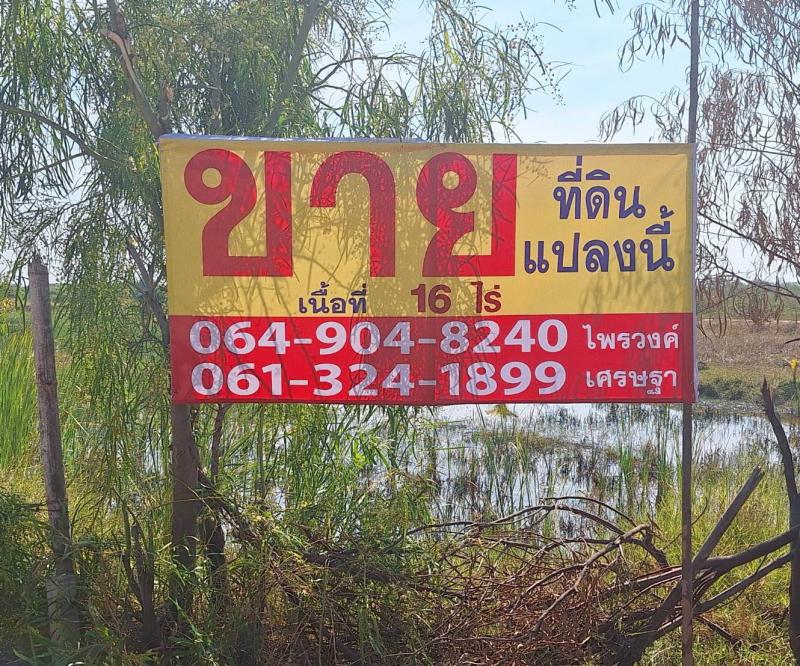 ขาย ที่ดิน
แปลงนี้
เนื้อที่ 16 ไร่
064-904-8240 ไพรวงค์
061-324-1899 เศรษฐา